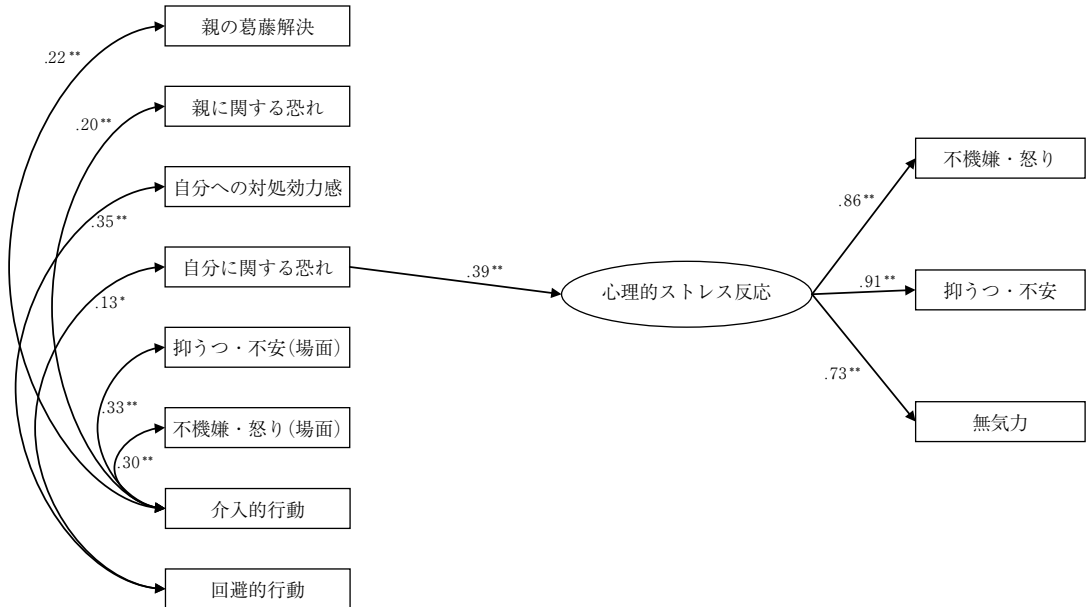 親の葛藤解決
.22**
親に関する恐れ
.20**
自分への対処効力感
.35**
自分に関する恐れ
.13*
抑うつ・不安(場面)
.33**
不機嫌・怒り(場面)
.30**
介入的行動
回避的行動
.39**
心理的ストレス反応
.86**
不機嫌・怒り
.91**
抑うつ・不安
.73**
無気力